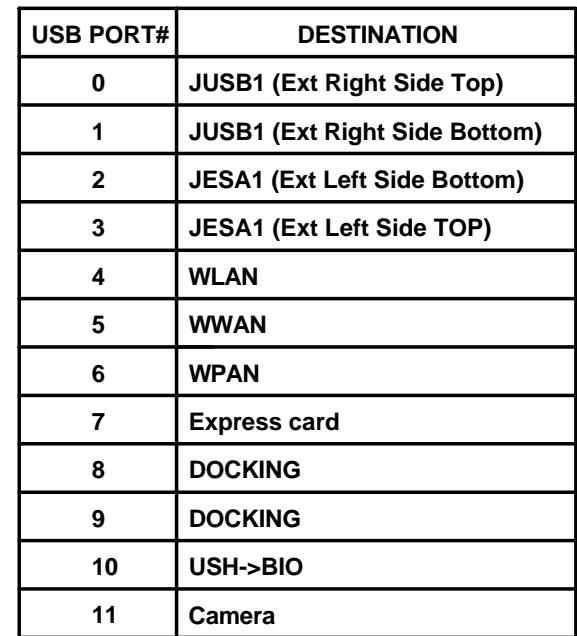 USB PORT# DESTINATION
0 JUSB1 (Ext Right Side Top)
1 JUSB1 (Ext Right Side Bottom)
2 JESA1 (Ext Left Side Bottom)
3 JESA1 (Ext Left Side TOP)
4 WLAN
5 WWAN
6 WPAN
7 Express card
8 DOCKING
9 DOCKING
10 USH->BIO
11 Camera